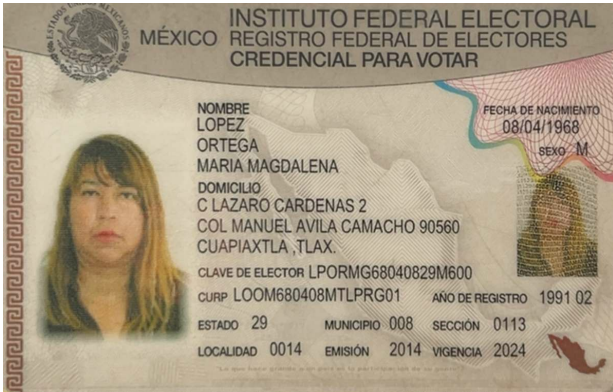 ESTADOS UNIDOS MEXICANOS
INSTITUTO FEDERAL ELECTORAL
MÉXICO REGISTRO FEDERAL DE ELECTORES
CREDENCIAL PARA VOTAR
NOMBRE
LOPEZ
ORTEGA
MARIA MAGDALENA
FECHA DE NACIMIENTO
08/04/1968
SEXO M
DOMICILIO
C LAZARO CARDENAS 2
COL MANUEL AVILA CAMACHO 90560
CUAPIAXTLA ,TLAX.
CLAVE DE ELECTOR LPORMG68040829M600
CURP LOOM680408MTLPRG01 AÑO DE REGISTRO 1991 02
ESTADO 29 MUNICIPIO 008 SECCIÓN 0113
LOCALIDAD 0014 EMISIÓN 2014 VIGENCIA 2024